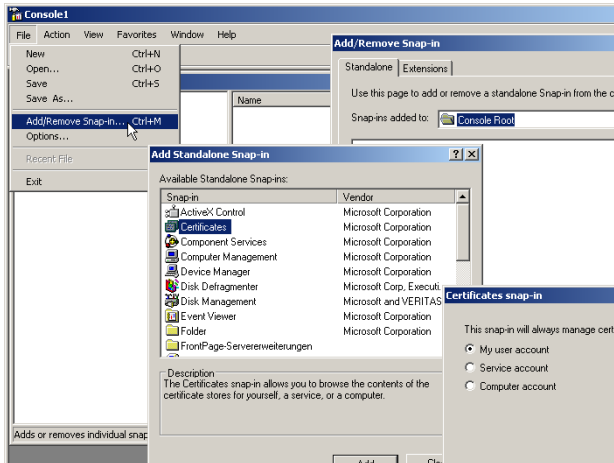 Console1
File Action View Favorites Window Help
New Ctrl+N
Open... Ctrl+O
Save Ctrl+S
Save As...
Add/Remove Snap-in... Ctrl+M
Options...
Recent File
Exit
Name
Add/Remove Snap-in
Standalone Extensions
Use this page to add or remove a standalone Snap-in from the c
Snap-ins added to: Console Root
Add Standalone Snap-in
Available Standalone Snap-ins:
Snap-in Vendor
ActiveX Control Microsoft Corporation
Certificates Microsoft Corporation
Component Services Microsoft Corporation
Computer Management Microsoft Corporation
Device Manager Microsoft Corporation
Disk Defragmenter Microsoft Corp, Executi..
Disk Management Microsoft and VERITAS
Event Viewer Microsoft Corporation
Folder Microsoft Corporation
FrontPage-Servererweiterungen
Description
The Certificates snap-in allows you to browse the contents of the
certificate stores for yourself, a service, or a computer.
Add
Certificates snap-in
This snap-in will always manage cert
My user account
Service account
Computer account
Adds or removes individual snap